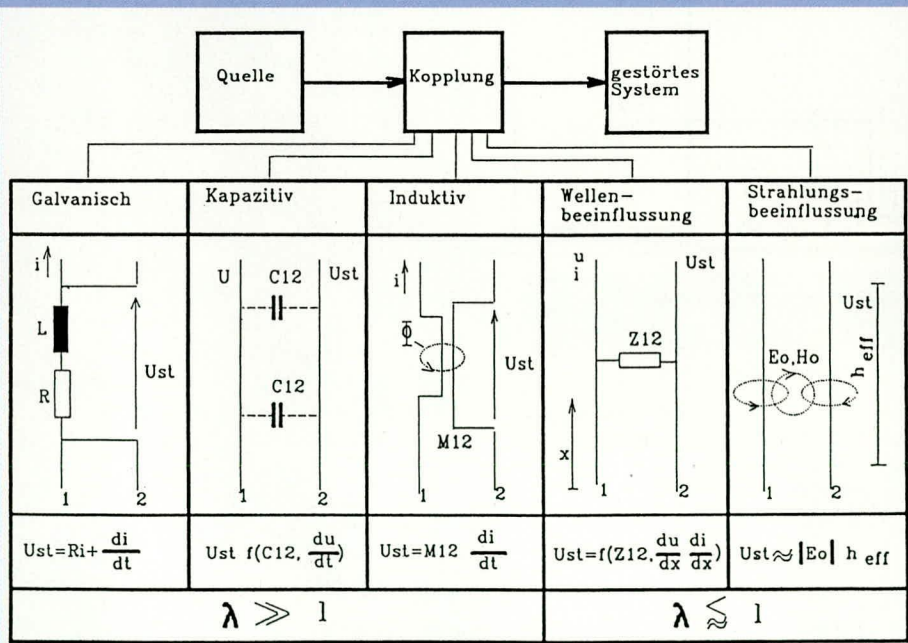 Quelle
Kopplung
gestörtes
System
Galvanisch
Kapazitiv
Induktiv
Wellen-
beeinflussung
Strahlungs-
beeinflussung
i
L
R
Ust
1 2
U C12 Ust
C12
1 2
i
Φ
Ust
M12
1 2
u
i
Ust
Z12
x
1 2
Ust
Eo,Ho
h eff
1 2
Ust=Ri+ di/dt
Ust f(C12, du/dt)
Ust=M12 di/dt
Ust=f(Z12, du/dx di/dx)
Ust≈|Eo| h eff
λ ≫ l
λ ⪅ l